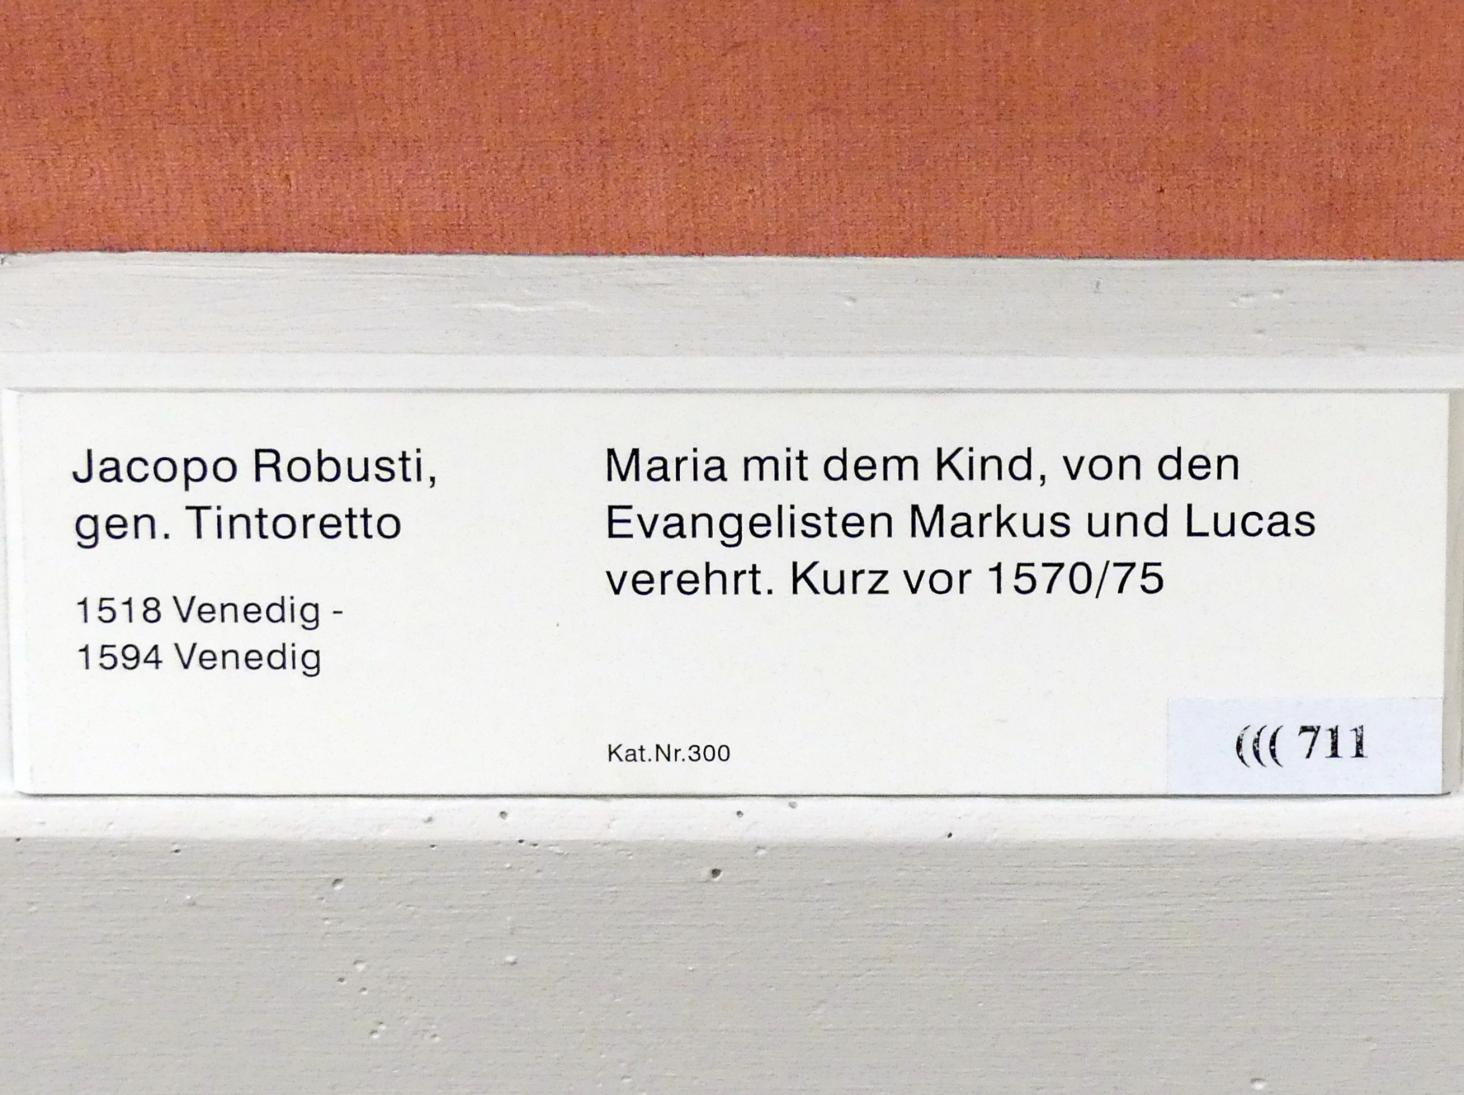 Jacopo Robusti,
gen. Tintoretto
1518 Venedig -
1594 Venedig
Maria mit dem Kind, von den
Evangelisten Markus und Lucas
verehrt. Kurz vor 1570/75
Kat.Nr.300
((( 711